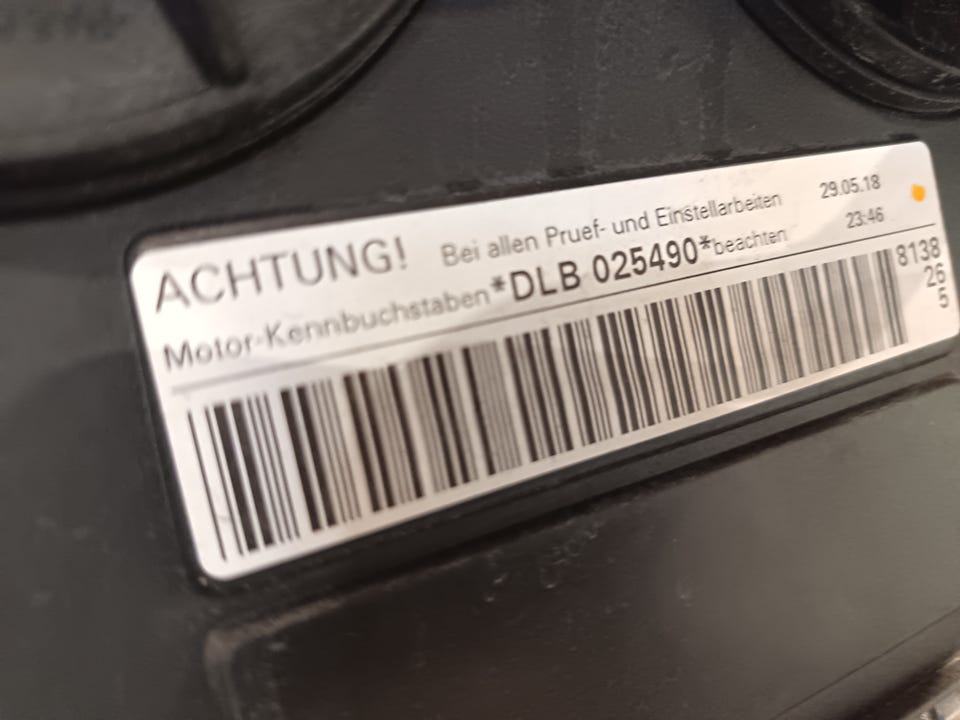 ACHTUNG! Bei allen Pruef- und Einstellarbeiten 29.05.18
Motor-Kennbuchstaben *DLB 025490* beachten 23:46
8138
26
5